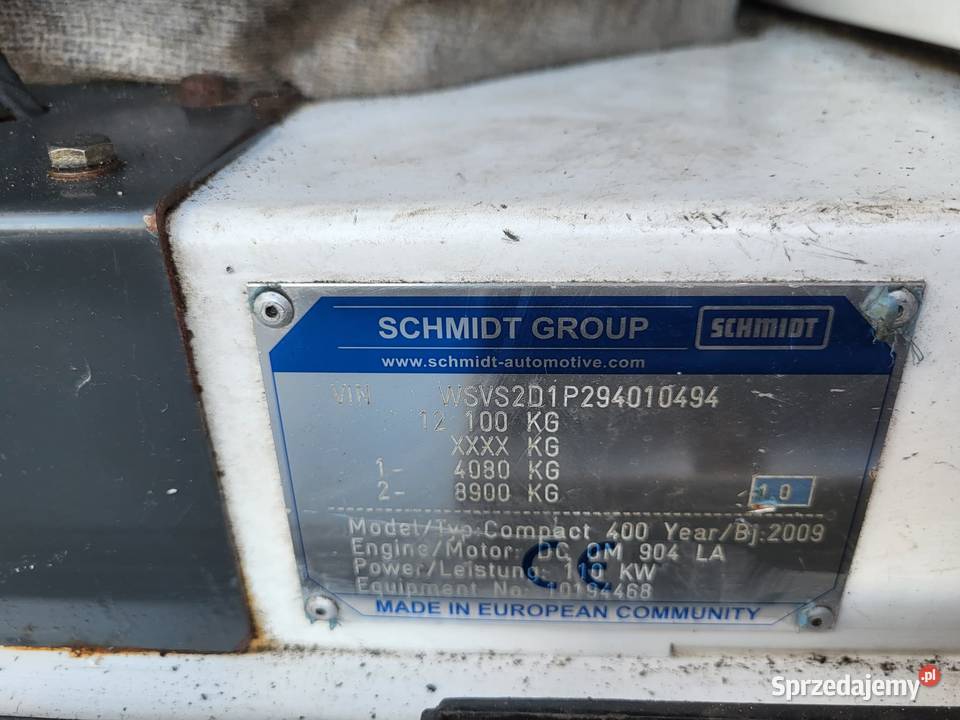 SCHMIDT GROUP SCHMIDT
www.schmidt-automotive.com
VIN WSVS2D1P294010494
12 100 KG
XXXX KG
1- 4080 KG
2- 8900 KG 1.0
Model/Typ:Compact 400 Year/Bj:2009
Engine/Motor: DC OM 904 LA
Power/Leistung: 110 KW
CE
Equipment No: 10194468
MADE IN EUROPEAN COMMUNITY
Sprzedajemy.pl